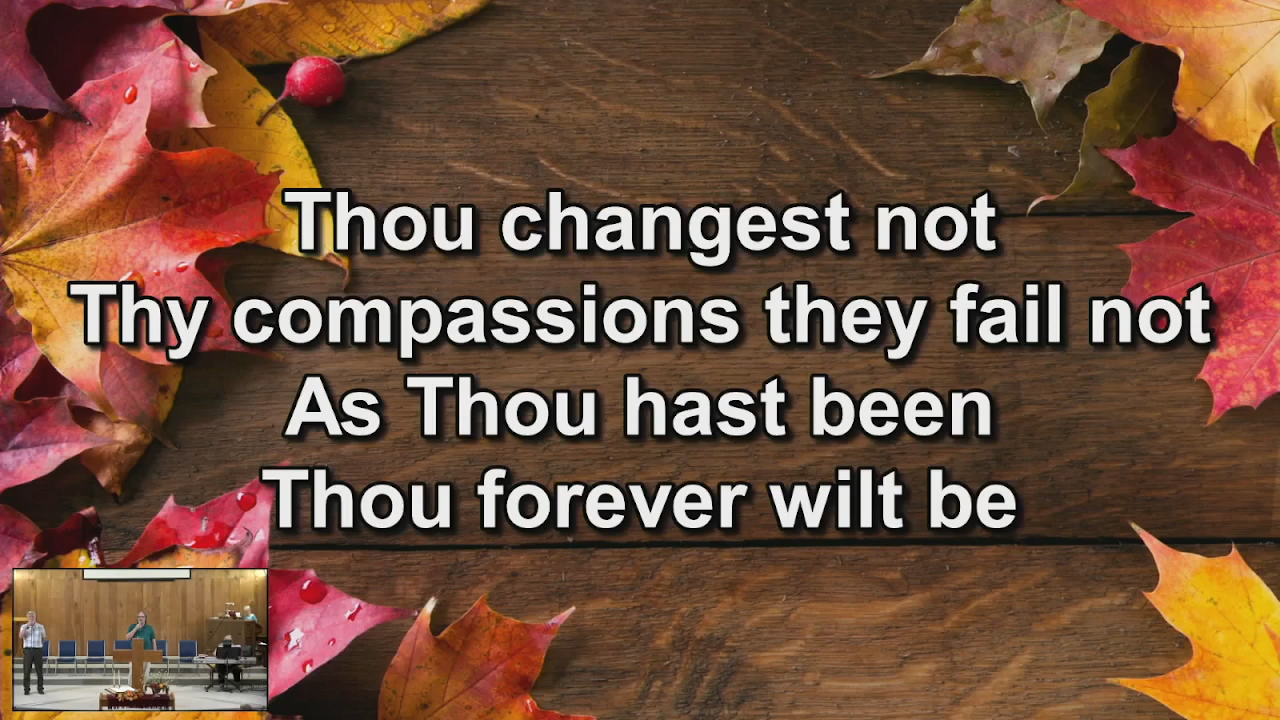 Thou changest not
Thy compassions they fail not
As Thou hast been
Thou forever wilt be